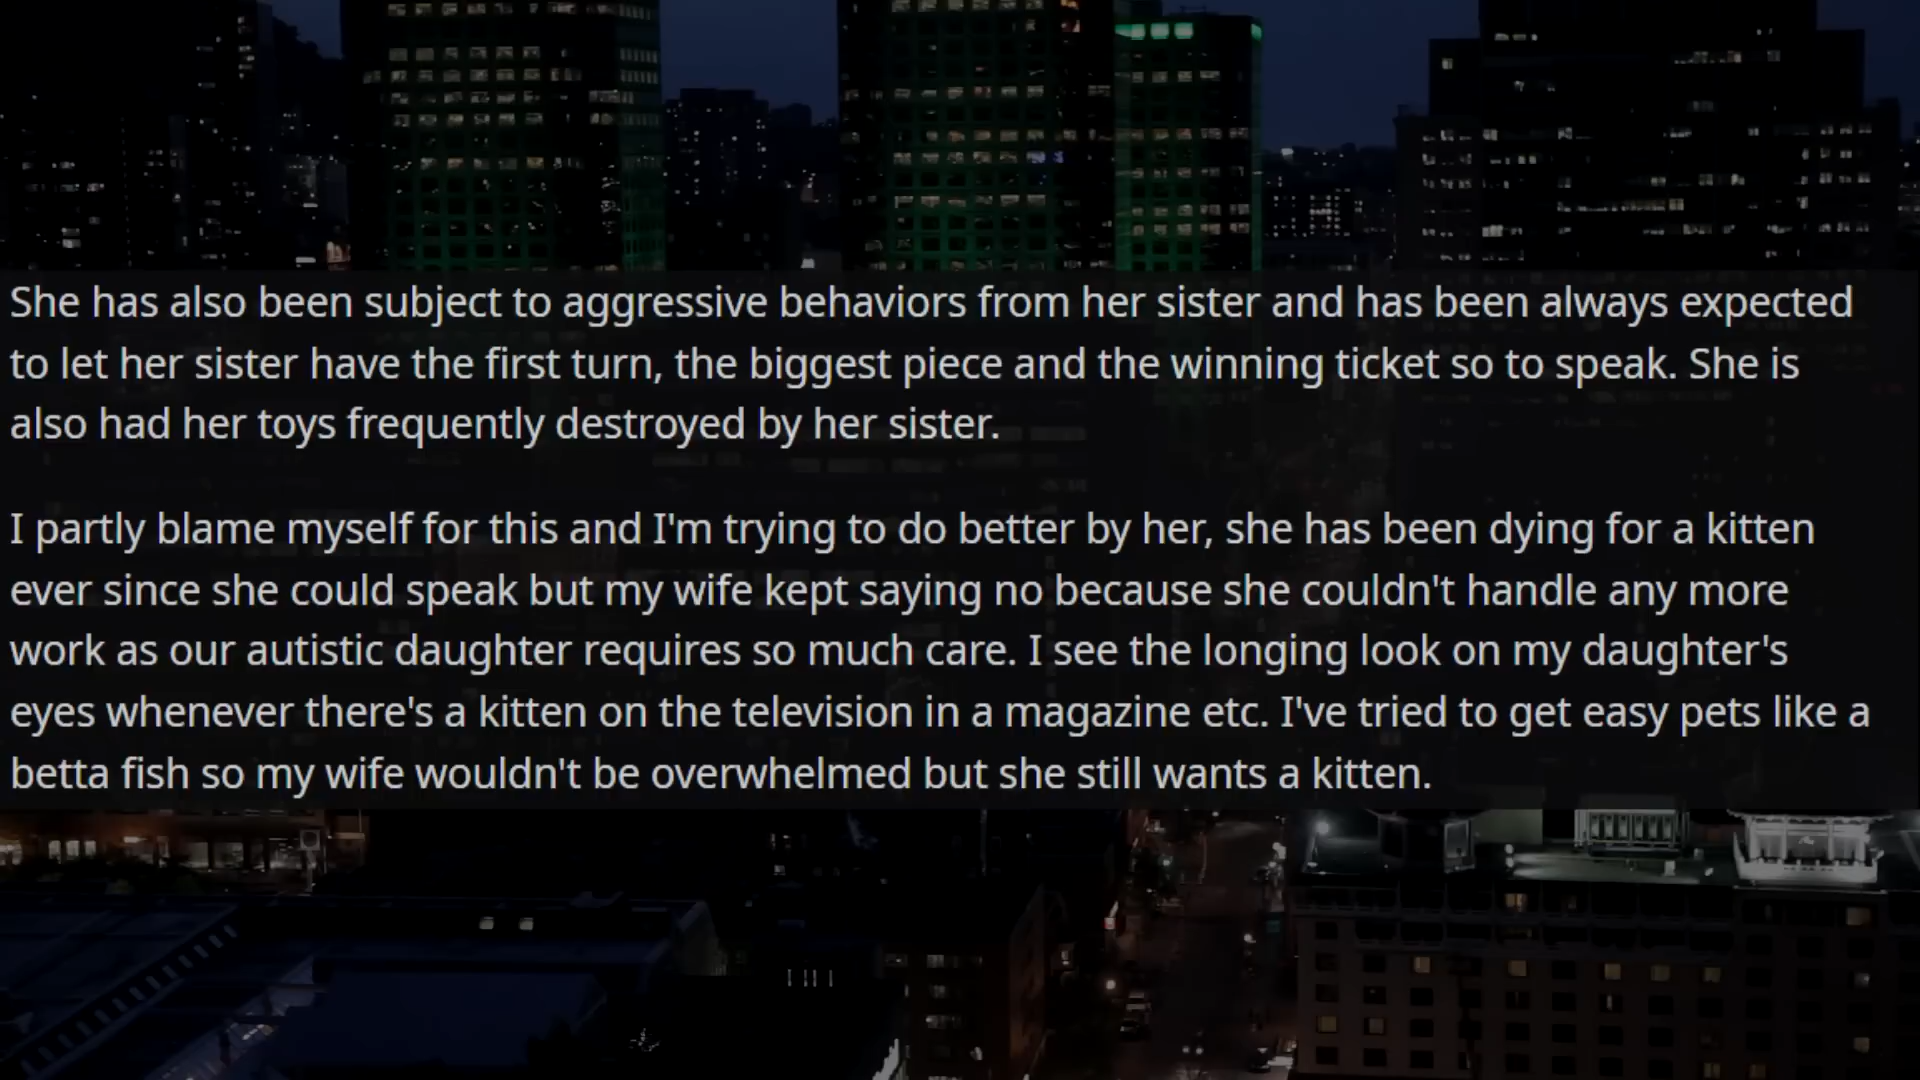 She has also been subject to aggressive behaviors from her sister and has been always expected
to let her sister have the first turn, the biggest piece and the winning ticket so to speak. She is
also had her toys frequently destroyed by her sister.
I partly blame myself for this and I'm trying to do better by her, she has been dying for a kitten
ever since she could speak but my wife kept saying no because she couldn't handle any more
work as our autistic daughter requires so much care. I see the longing look on my daughter's
eyes whenever there's a kitten on the television in a magazine etc. I've tried to get easy pets like a
betta fish so my wife wouldn't be overwhelmed but she still wants a kitten.